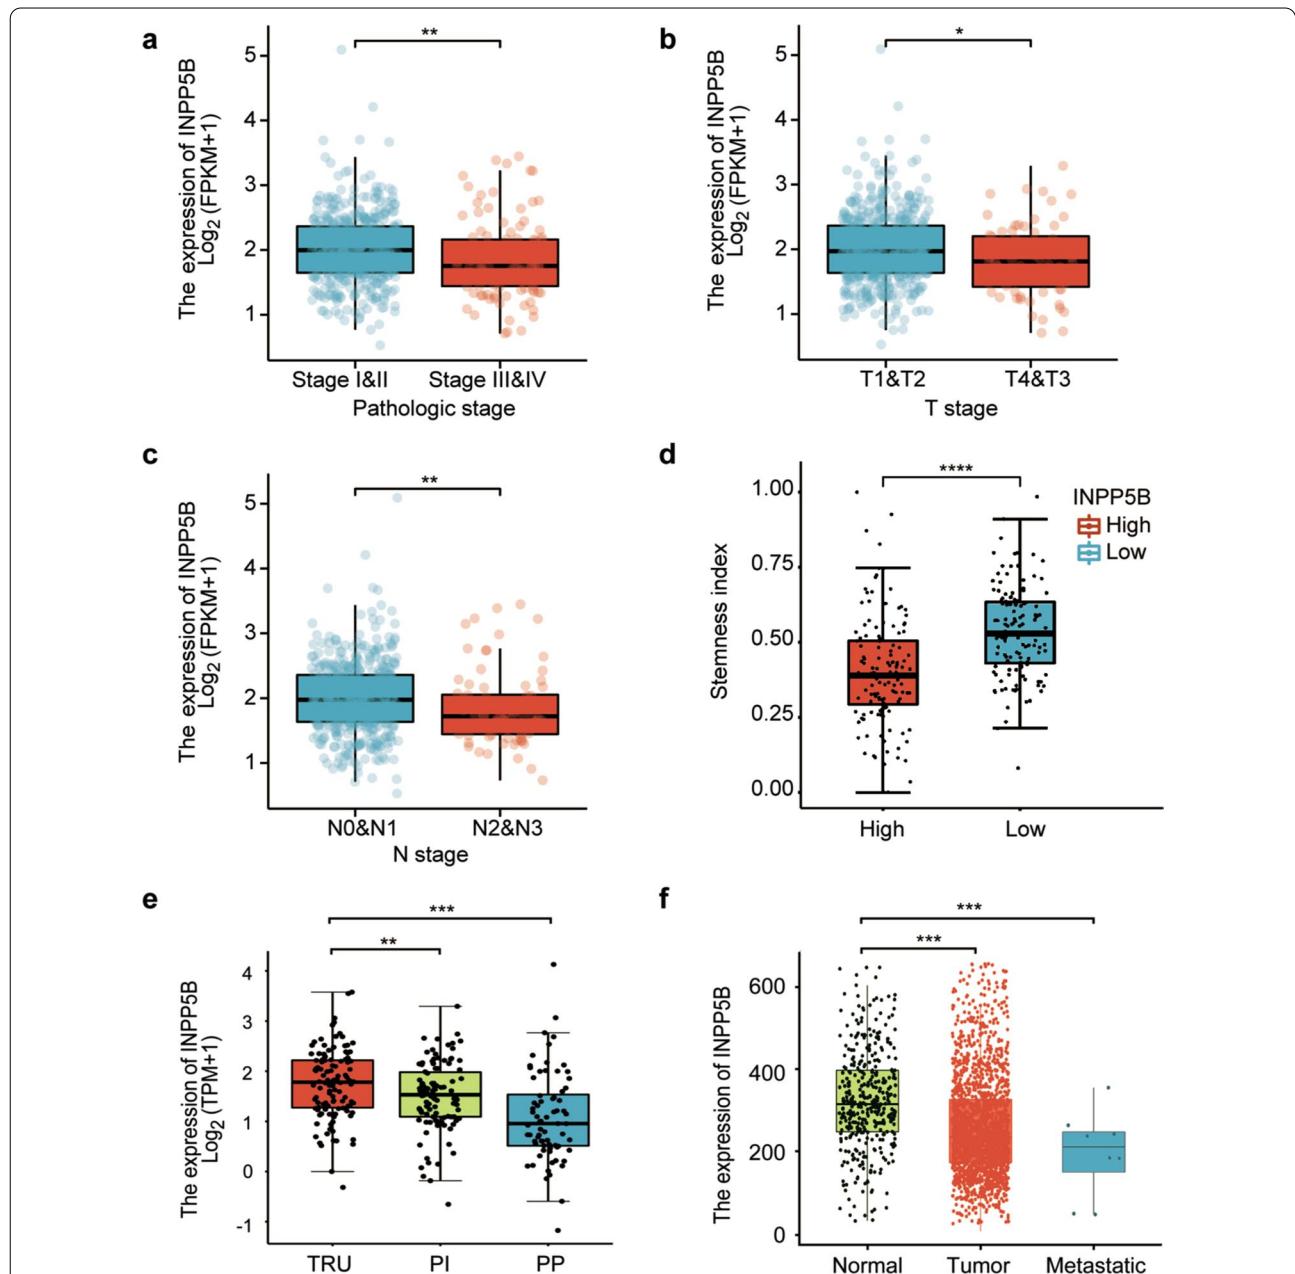 a
The expression of INPP5B
Log2 (FPKM+1)
5
4
3
2
1
**
Stage I&II
Stage III&IV
Pathologic stage
b
The expression of INPP5B
Log2 (FPKM+1)
5
4
3
2
1
*
T1&T2
T4&T3
T stage
c
The expression of INPP5B
Log2 (FPKM+1)
5
4
3
2
1
**
N0&N1
N2&N3
N stage
d
Stemness index
1.00
0.75
0.50
0.25
0.00
****
INPP5B
High
Low
High
Low
e
The expression of INPP5B
Log2 (TPM+1)
4
3
2
1
0
-1
***
**
TRU
PI
PP
f
The expression of INPP5B
600
400
200
0
***
***
Normal
Tumor
Metastatic